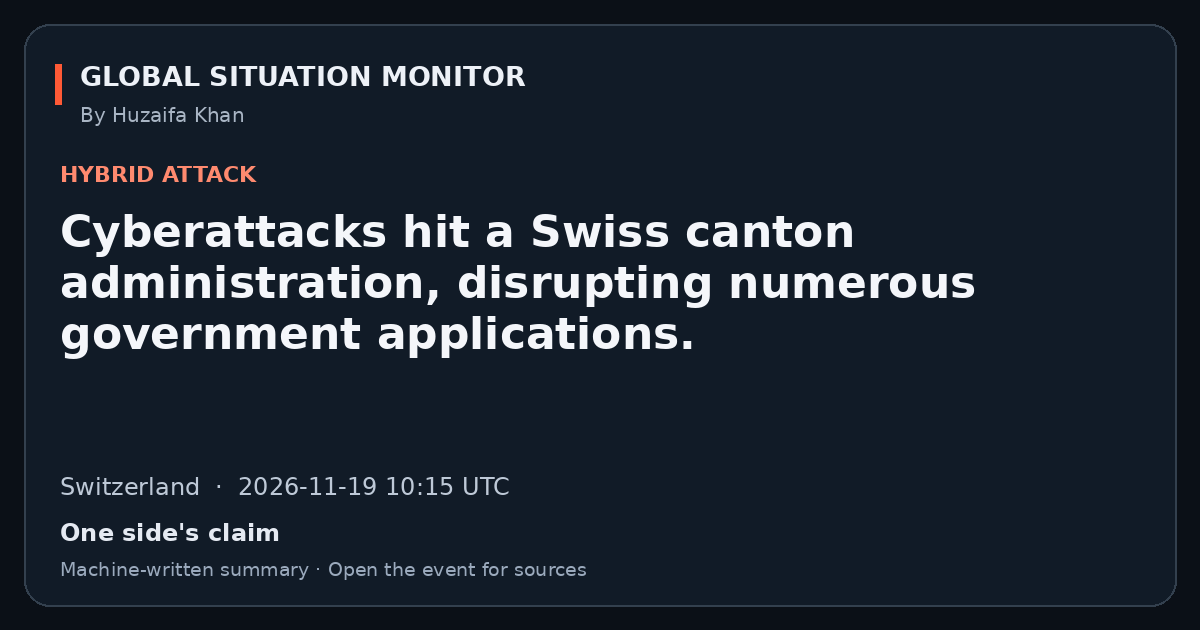 GLOBAL SITUATION MONITOR
By Huzaifa Khan
HYBRID ATTACK
Cyberattacks hit a Swiss canton
administration, disrupting numerous
government applications.
Switzerland · 2026-11-19 10:15 UTC
One side's claim
Machine-written summary · Open the event for sources